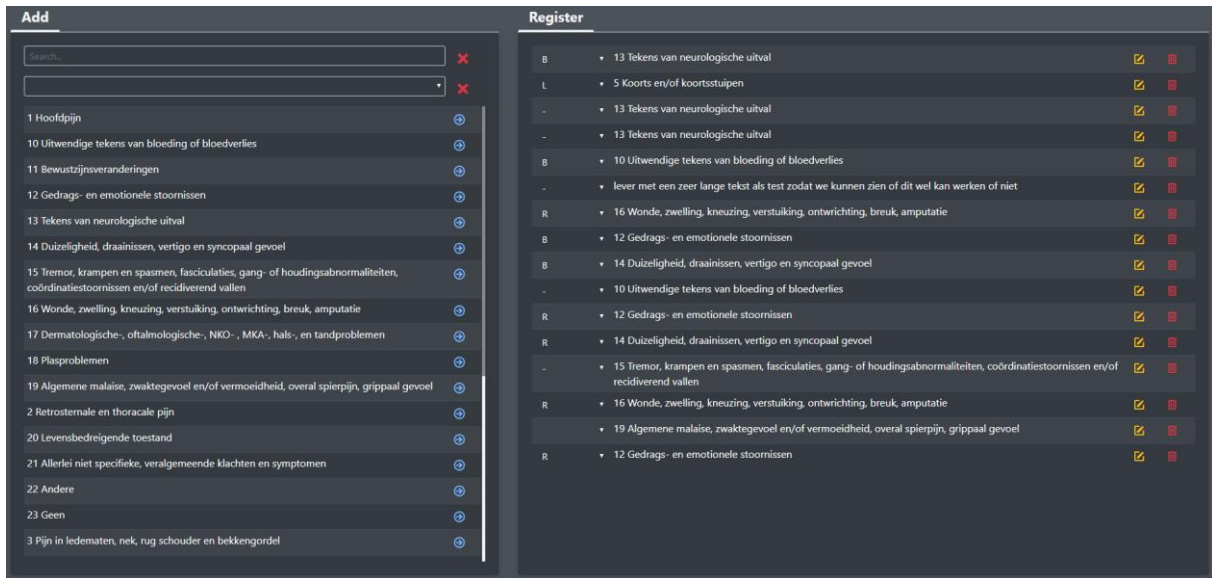 Add
Search...
1 Hoofdpijn
10 Uitwendige tekens van bloeding of bloedverlies
11 Bewustzijnsveranderingen
12 Gedrags- en emotionele stoornissen
13 Tekens van neurologische uitval
14 Duizeligheid, draainissen, vertigo en syncopaal gevoel
15 Tremor, krampen en spasmen, fasciculaties, gang- of houdingsabnormaliteiten,
coördinatiestoornissen en/of recidiverend vallen
16 Wonde, zwelling, kneuzing, verstuiking, ontwrichting, breuk, amputatie
17 Dermatologische-, oftalmologische-, NKO- , MKA-, hals-, en tandproblemen
18 Plasproblemen
19 Algemene malaise, zwaktegevoel en/of vermoeidheid, overal spierpijn, grippaal gevoel
2 Retrosternale en thoracale pijn
20 Levensbedreigende toestand
21 Allerlei niet specifieke, veralgemeende klachten en symptomen
22 Andere
23 Geen
3 Pijn in ledematen, nek, rug schouder en bekkengordel
Register
B 13 Tekens van neurologische uitval
L 5 Koorts en/of koortsstuipen
- 13 Tekens van neurologische uitval
- 13 Tekens van neurologische uitval
B 10 Uitwendige tekens van bloeding of bloedverlies
- lever met een zeer lange tekst als test zodat we kunnen zien of dit wel kan werken of niet
R 16 Wonde, zwelling, kneuzing, verstuiking, ontwrichting, breuk, amputatie
B 12 Gedrags- en emotionele stoornissen
B 14 Duizeligheid, draainissen, vertigo en syncopaal gevoel
- 10 Uitwendige tekens van bloeding of bloedverlies
R 12 Gedrags- en emotionele stoornissen
R 14 Duizeligheid, draainissen, vertigo en syncopaal gevoel
- 15 Tremor, krampen en spasmen, fasciculaties, gang- of houdingsabnormaliteiten, coördinatiestoornissen en/of
recidiverend vallen
R 16 Wonde, zwelling, kneuzing, verstuiking, ontwrichting, breuk, amputatie
19 Algemene malaise, zwaktegevoel en/of vermoeidheid, overal spierpijn, grippaal gevoel
R 12 Gedrags- en emotionele stoornissen